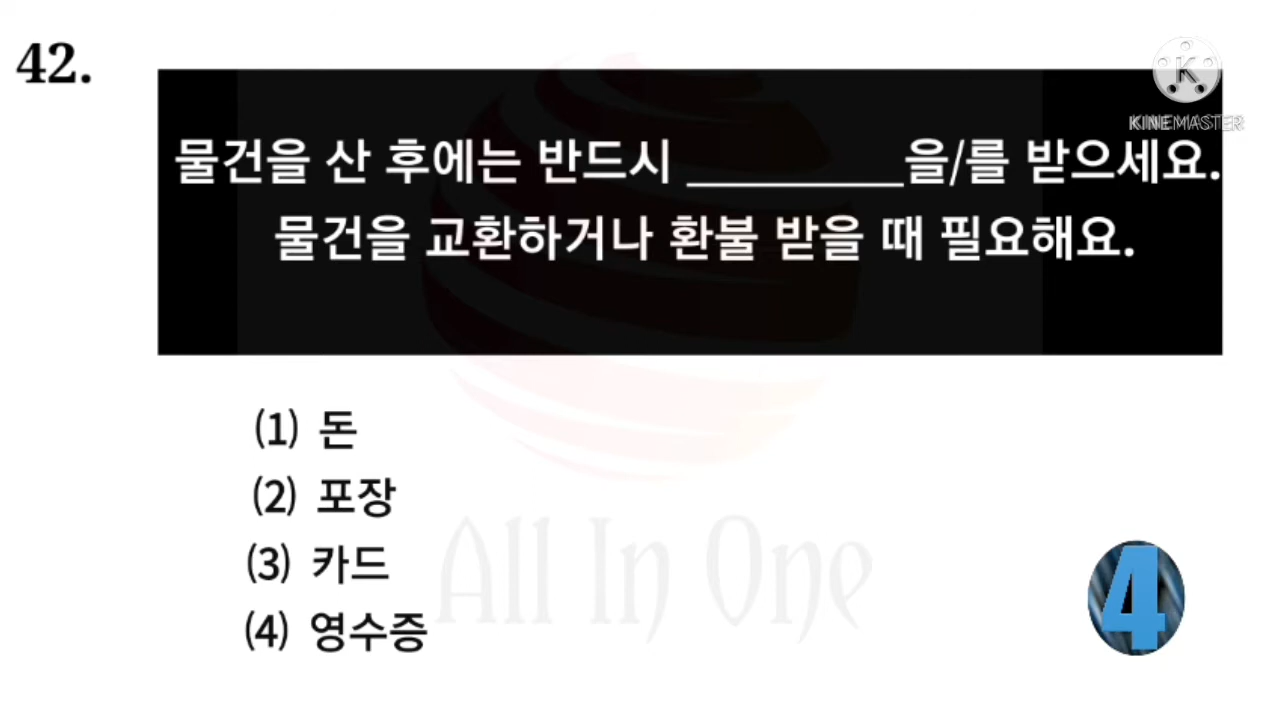 42.
KINEMASTER
물건을 산 후에는 반드시 __________을/를 받으세요.
물건을 교환하거나 환불 받을 때 필요해요.
(1) 돈
(2) 포장
(3) 카드
(4) 영수증
All In One
4